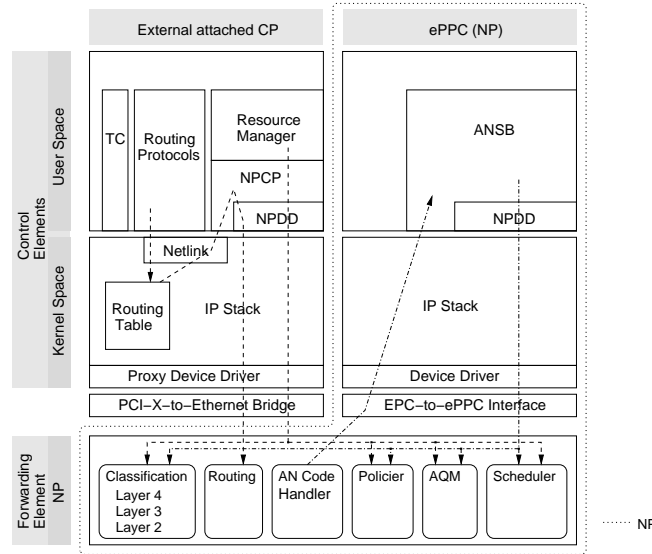 External attached CP
ePPC (NP)
Control
Elements
User Space
TC
Routing
Protocols
Resource
Manager
NPCP
NPDD
ANSB
NPDD
Kernel Space
Netlink
Routing
Table
IP Stack
IP Stack
Proxy Device Driver
Device Driver
PCI−X−to−Ethernet Bridge
EPC−to−ePPC Interface
Forwarding
Element
NP
Classification
Layer 4
Layer 3
Layer 2
Routing
AN Code
Handler
Policier
AQM
Scheduler